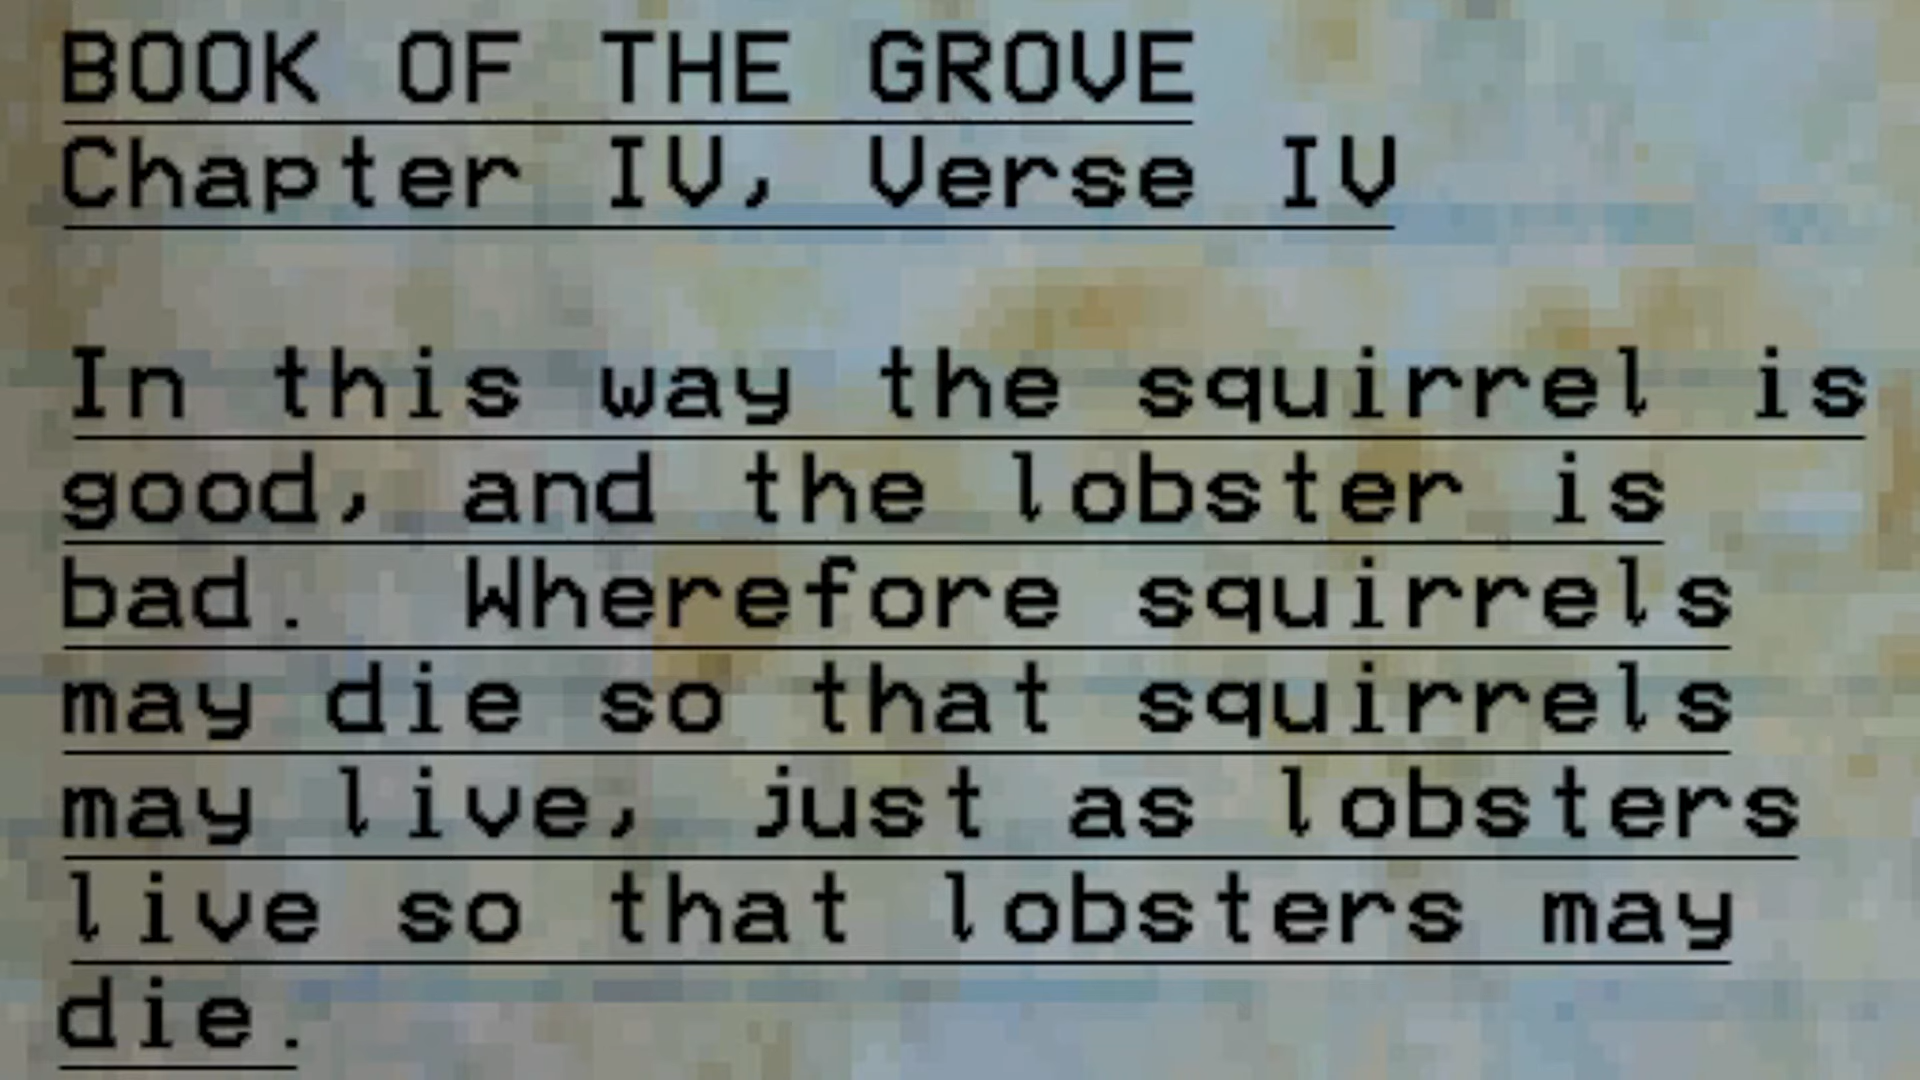 BOOK OF THE GROVE
Chapter IV, Verse IV
In this way the squirrel is
good, and the lobster is
bad.  Wherefore squirrels
may die so that squirrels
may live, just as lobsters
live so that lobsters may
die.